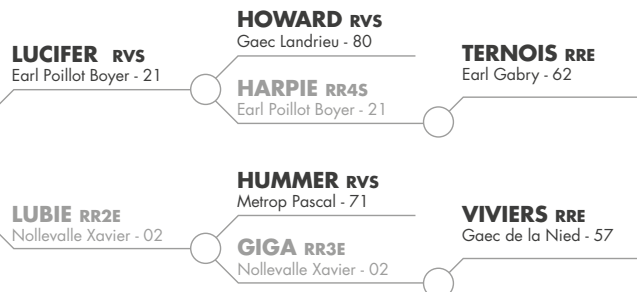 HOWARD RVS
Gaec Landrieu - 80
LUCIFER RVS
Earl Poillot Boyer - 21
TERNOIS RRE
Earl Gabry - 62
HARPIE RR4S
Earl Poillot Boyer - 21
HUMMER RVS
Metrop Pascal - 71
LUBIE RR2E
Nollevalle Xavier - 02
VIVIERS RRE
Gaec de la Nied - 57
GIGA RR3E
Nollevalle Xavier - 02